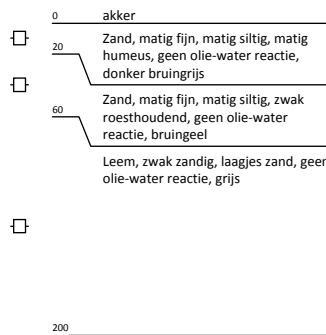 0 akker
Zand, matig fijn, matig siltig, matig
20 humeus, geen olie-water reactie,
donker bruingrijs
Zand, matig fijn, matig siltig, zwak
60 roesthoudend, geen olie-water
reactie, bruingeel
Leem, zwak zandig, laagjes zand, geen
olie-water reactie, grijs
200